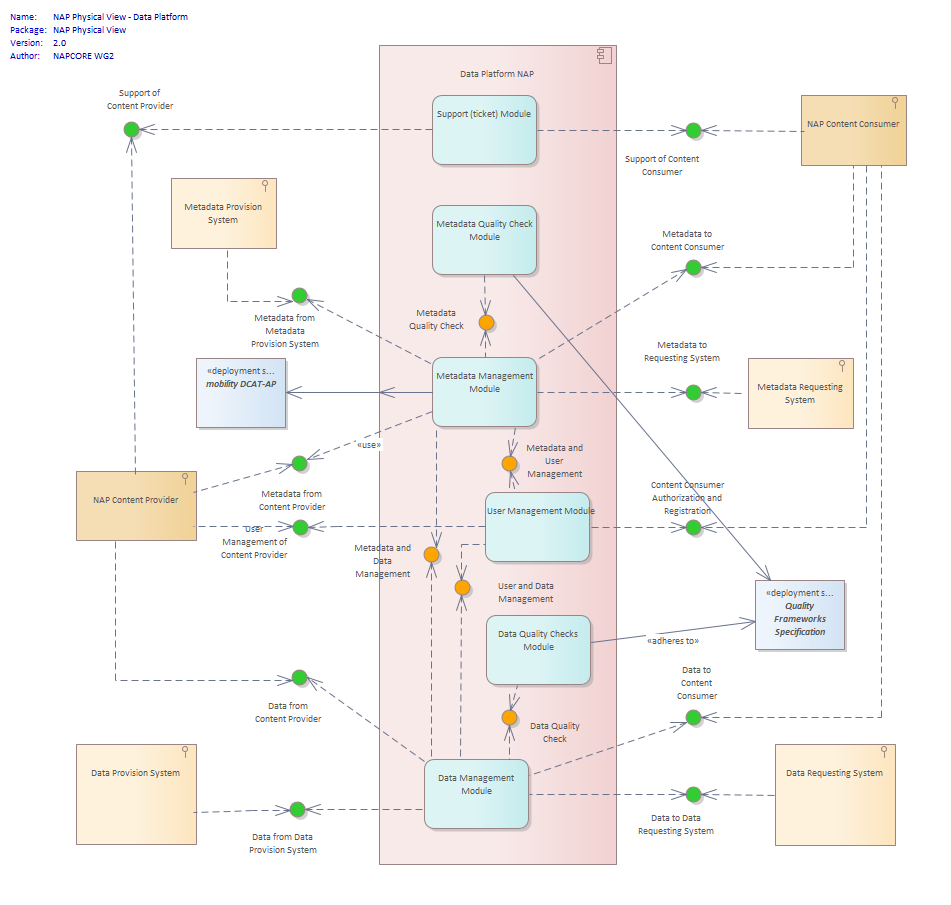 Name: NAP Physical View - Data Platform
Package: NAP Physical View
Version: 2.0
Author: NAPCORE WG2
Data Platform NAP
Support of
Content Provider
Support (ticket) Module
NAP Content Consumer
Support of Content
Consumer
Metadata Provision
System
Metadata Quality Check
Module
Metadata to
Content Consumer
Metadata from
Metadata
Provision System
Metadata
Quality Check
Metadata to
Requesting System
«deployment s...
mobility DCAT-AP
Metadata Management
Module
Metadata Requesting
System
«use»
Metadata and
User
Management
NAP Content Provider
Metadata from
Content Provider
Content Consumer
Authorization and
Registration
User Management Module
User
Management of
Content Provider
Metadata and
Data
Management
User and Data
Management
«deployment s...
Quality
Frameworks
Specification
Data Quality Checks
Module
«adheres to»
Data to
Content
Consumer
Data from
Content Provider
Data Quality
Check
Data Provision System
Data Management
Module
Data Requesting System
Data from Data
Provision System
Data to Data
Requesting System